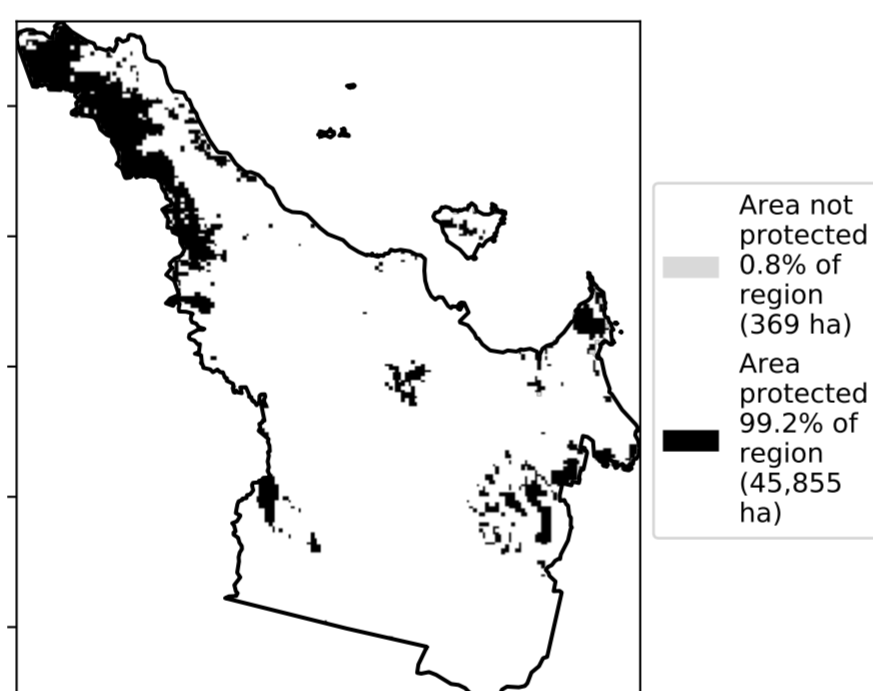 Area not
protected
0.8% of
region
(369 ha)
Area
protected
99.2% of
region
(45,855
ha)